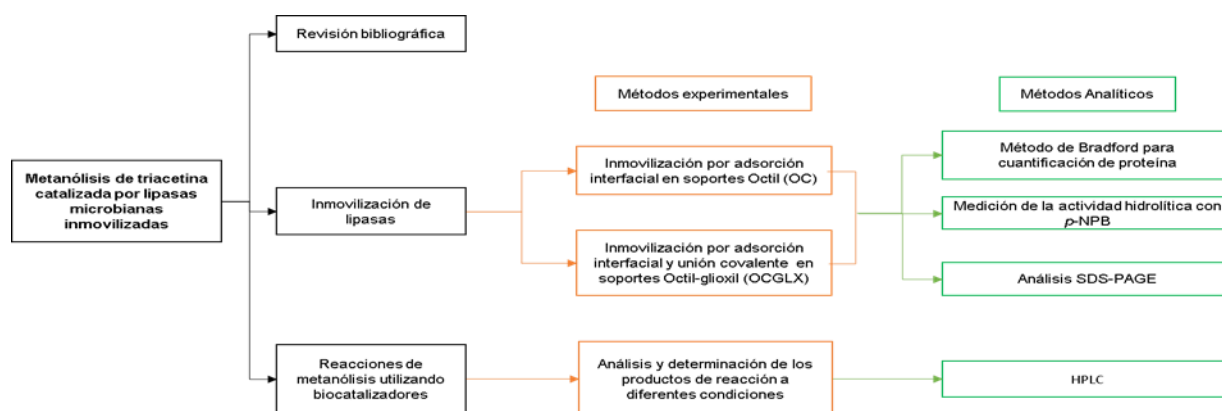 Revisión bibliográfica
Métodos experimentales
Métodos Analíticos
Metanólisis de triacetina
catalizada por lipasas
microbianas
inmovilizadas
Inmovilización de
lipasas
Inmovilización por adsorción
interfacial en soportes Octil (OC)
Inmovilización por adsorción
interfacial y unión covalente en
soportes Octil-glioxil (OCGLX)
Método de Bradford para
cuantificación de proteína
Medición de la actividad hidrolítica con
p-NPB
Análisis SDS-PAGE
Reacciones de
metanólisis utilizando
biocatalizadores
Análisis y determinación de los
productos de reacción a
diferentes condiciones
HPLC